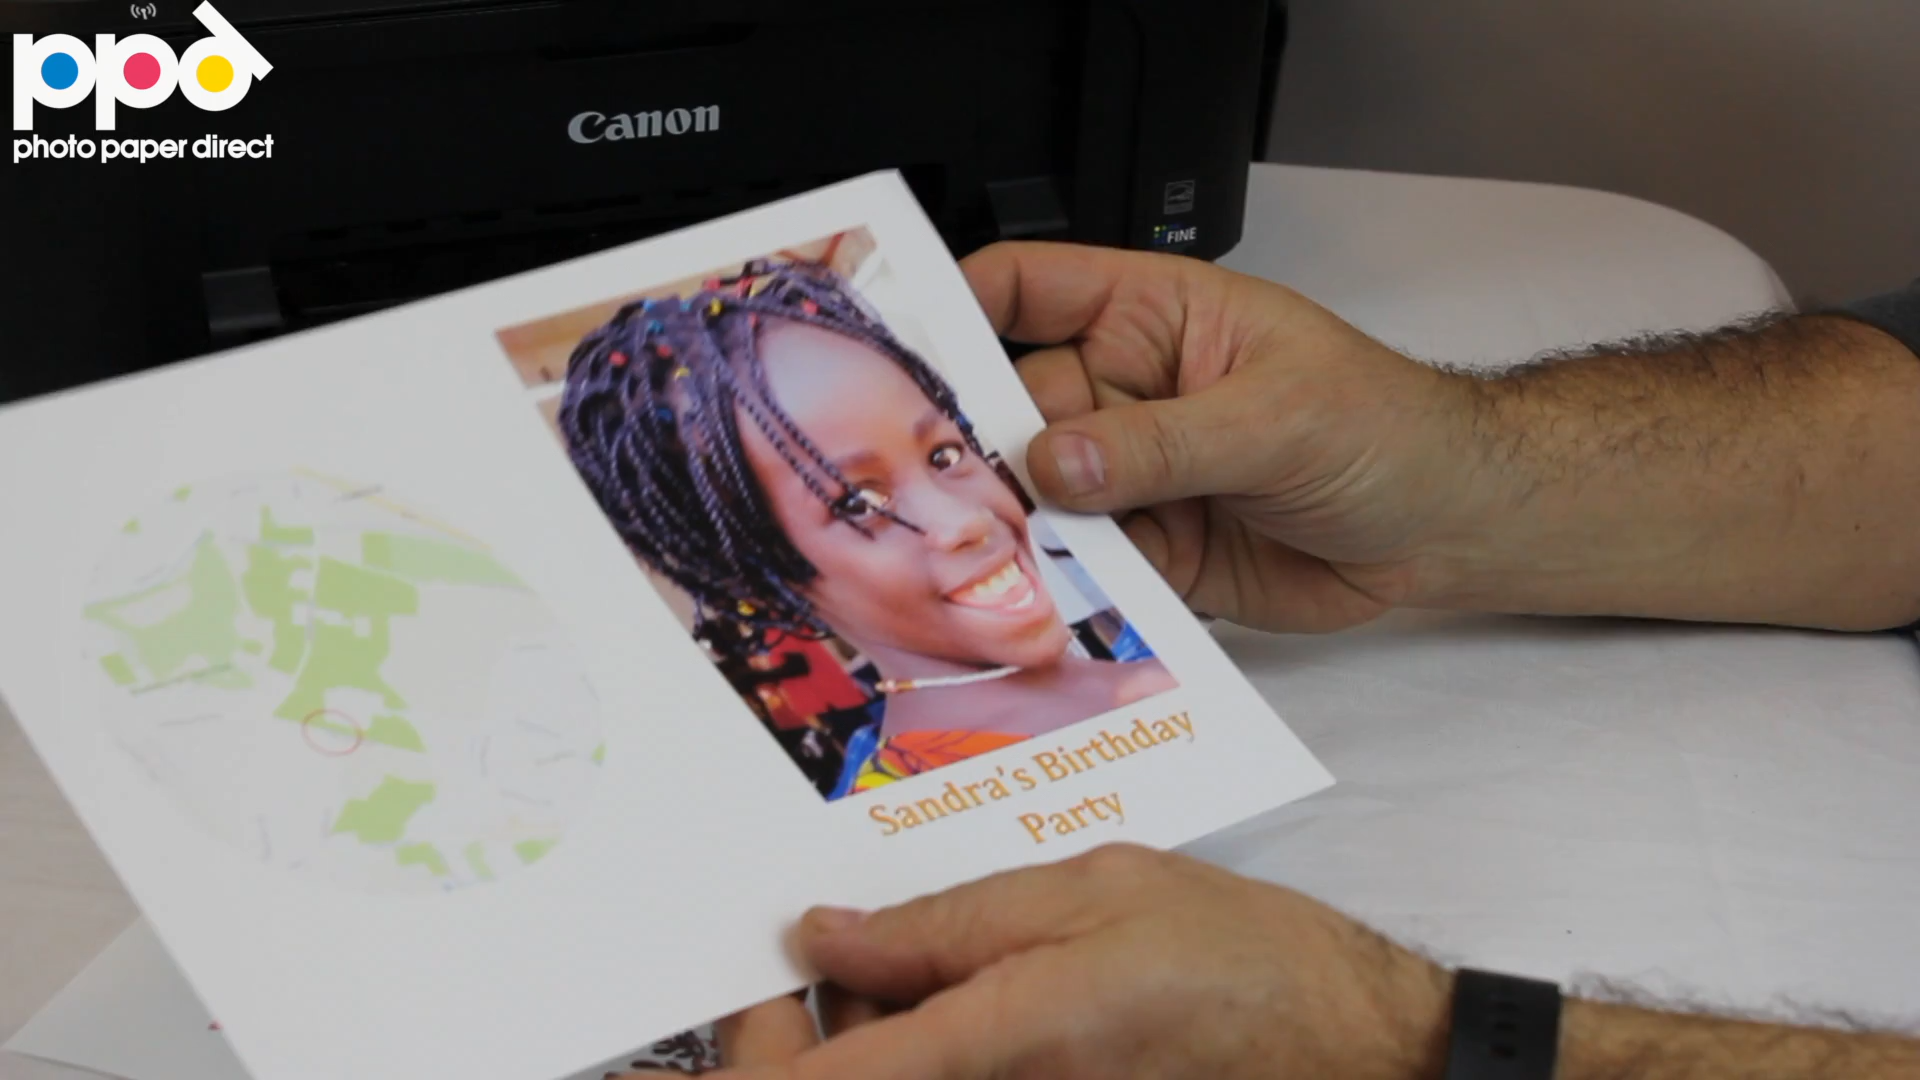 ppd
photo paper direct
Canon
FINE
Sandra's Birthday
Party